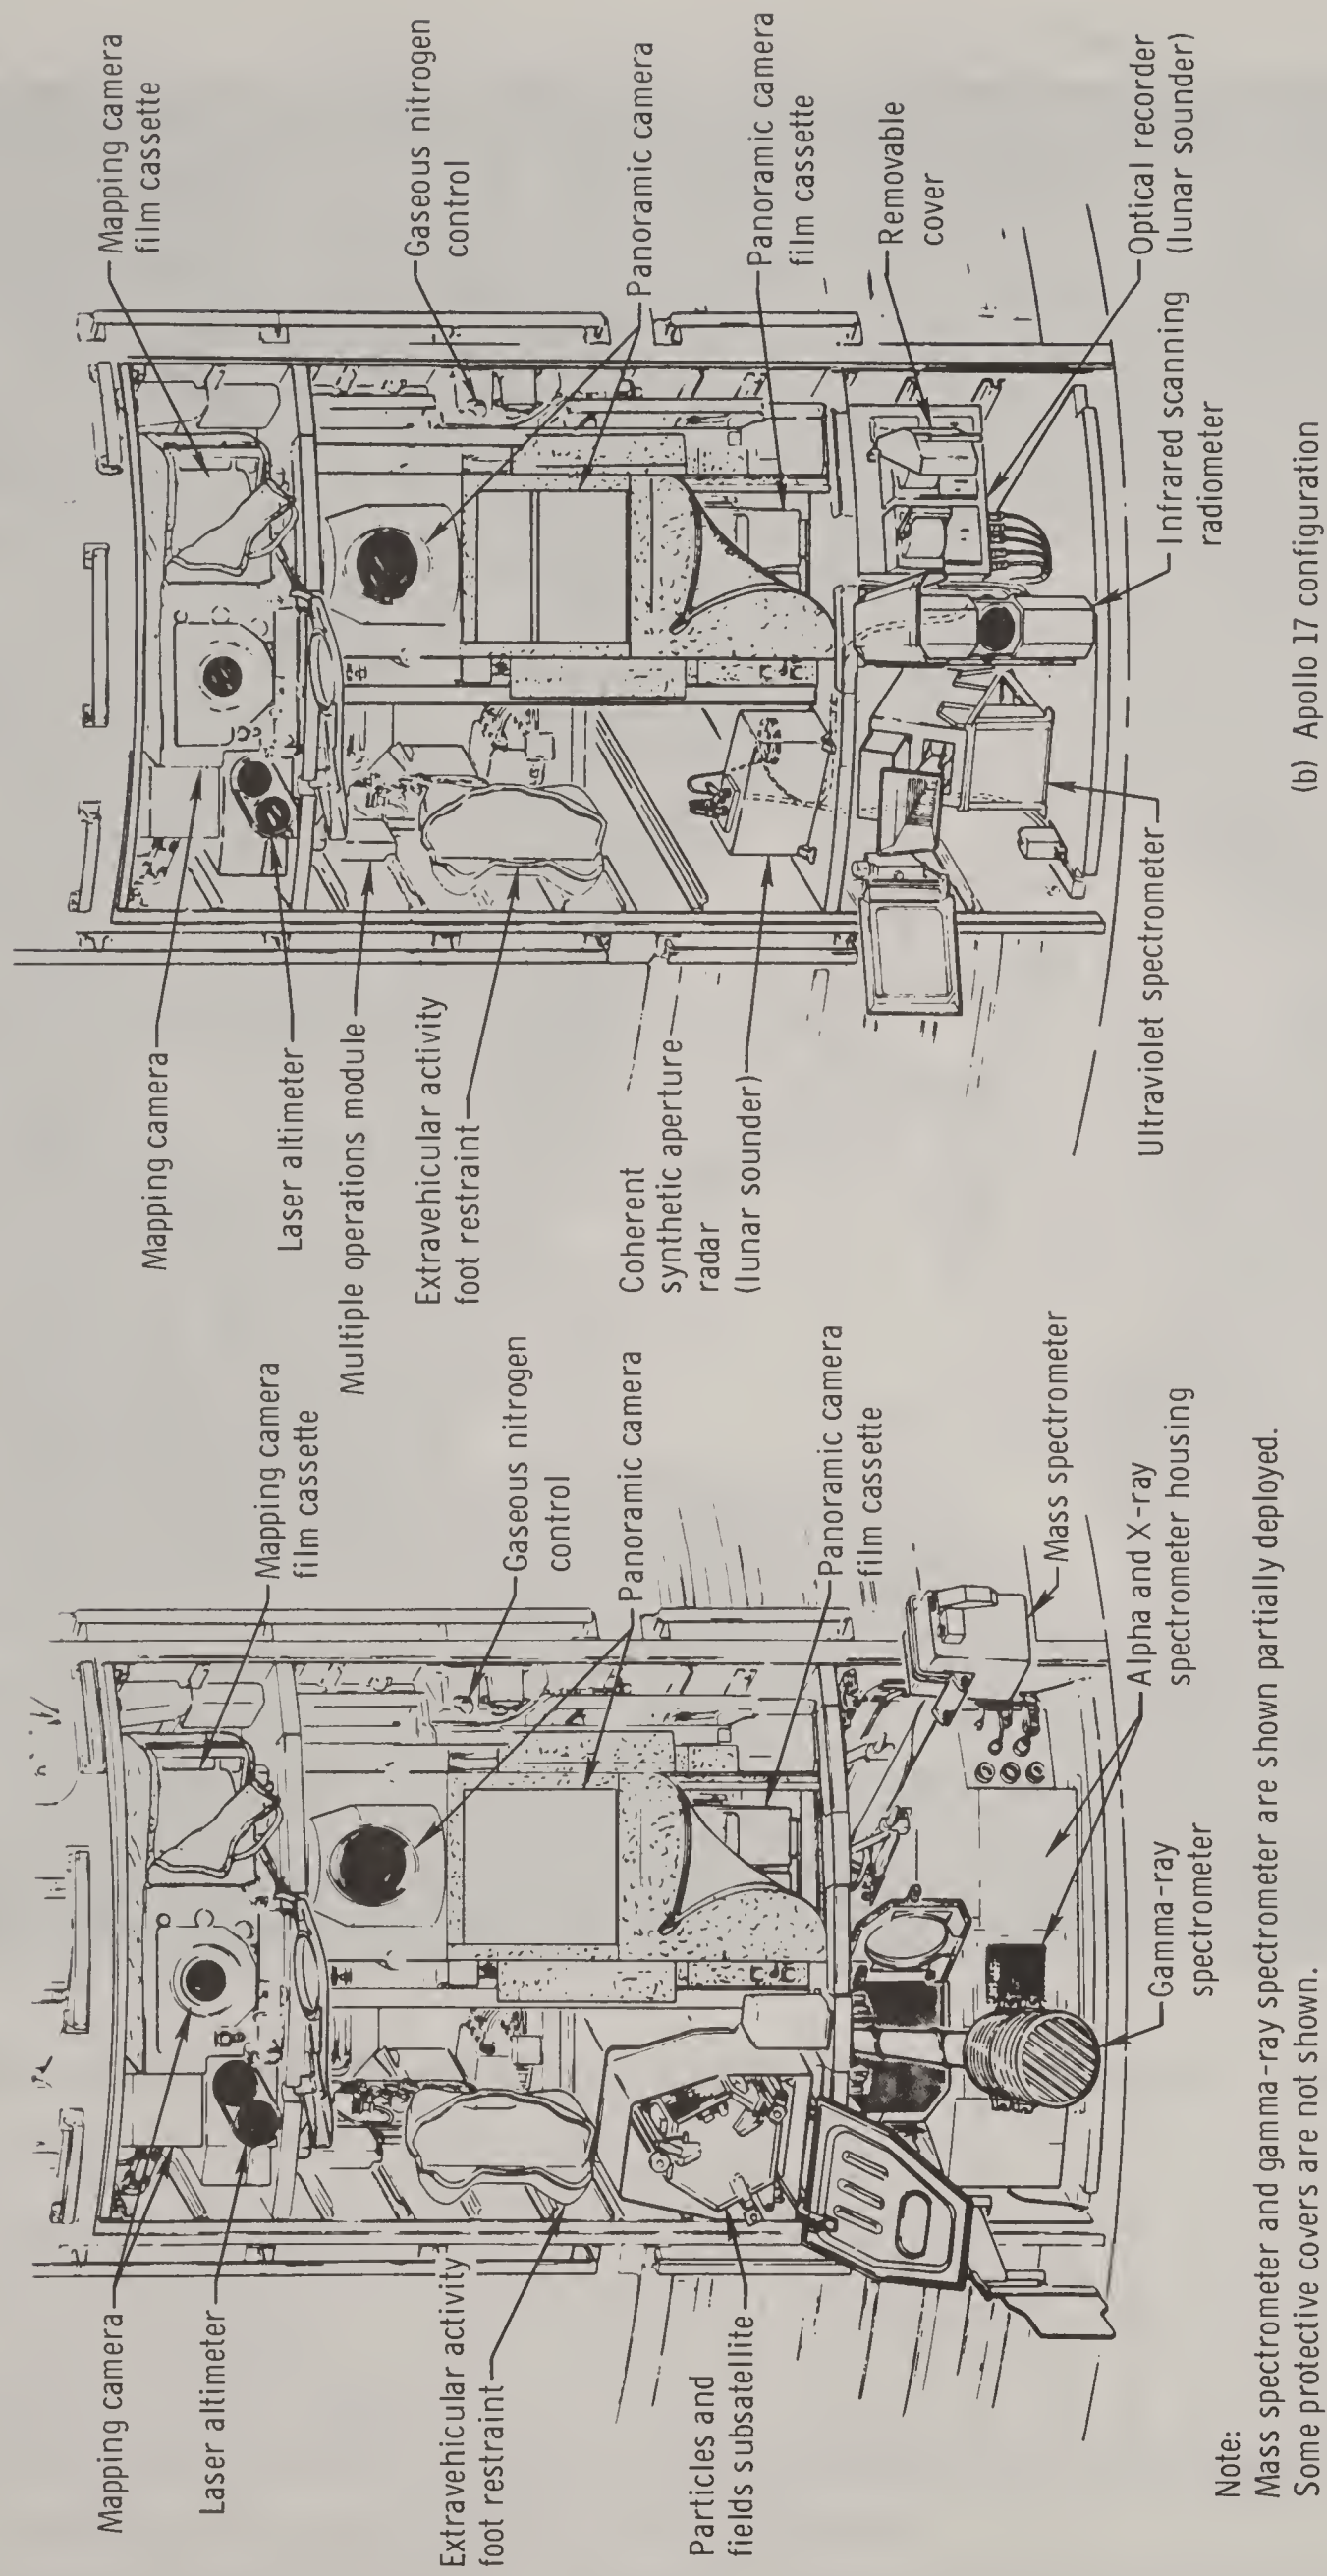 Mapping camera
film cassette
Mapping camera
Laser altimeter
Gaseous nitrogen
control
Extravehicular activity
foot restraint
Panoramic camera
Particles and
fields subsatellite
Panoramic camera
film cassette
Mass spectrometer
Alpha and X-ray
spectrometer housing
Gamma-ray
spectrometer
Note:
Mass spectrometer and gamma-ray spectrometer are shown partially deployed.
Some protective covers are not shown.
Mapping camera
film cassette
Mapping camera
Laser altimeter
Multiple operations module
Gaseous nitrogen
control
Extravehicular activity
foot restraint
Panoramic camera
Coherent
synthetic aperture
radar
(lunar sounder)
Panoramic camera
film cassette
Removable
cover
Optical recorder
(lunar sounder)
Infrared scanning
radiometer
Ultraviolet spectrometer
(b) Apollo 17 configuration